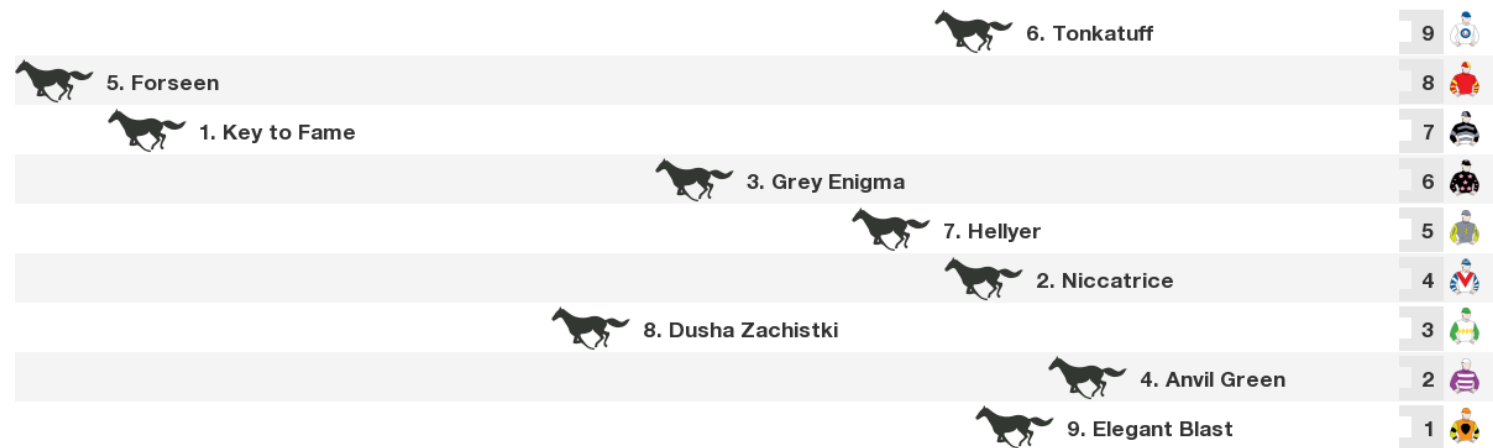 6. Tonkatuff 9
5. Forseen 8
1. Key to Fame 7
3. Grey Enigma 6
7. Hellyer 5
2. Niccatrice 4
8. Dusha Zachistki 3
4. Anvil Green 2
9. Elegant Blast 1